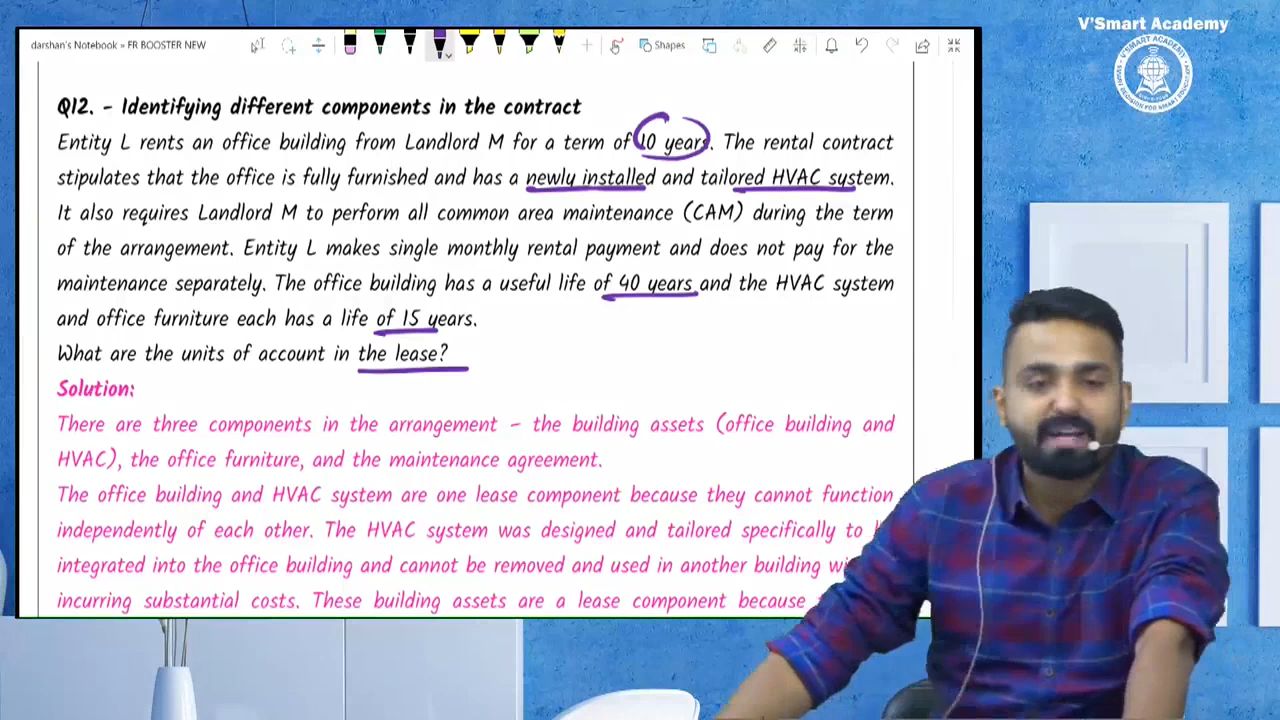 V'Smart Academy
darshan's Notebook » FR BOOSTER NEW
Shapes
Q12. - Identifying different components in the contract
Entity L rents an office building from Landlord M for a term of 10 years. The rental contract
stipulates that the office is fully furnished and has a newly installed and tailored HVAC system.
It also requires Landlord M to perform all common area maintenance (CAM) during the term
of the arrangement. Entity L makes single monthly rental payment and does not pay for the
maintenance separately. The office building has a useful life of 40 years and the HVAC system
and office furniture each has a life of 15 years.
What are the units of account in the lease?
Solution:
There are three components in the arrangement – the building assets (office building and
HVAC), the office furniture, and the maintenance agreement.
The office building and HVAC system are one lease component because they cannot function
independently of each other. The HVAC system was designed and tailored specifically to
integrated into the office building and cannot be removed and used in another building
incurring substantial costs. These building assets are a lease component because
V'SMART ACADEMY